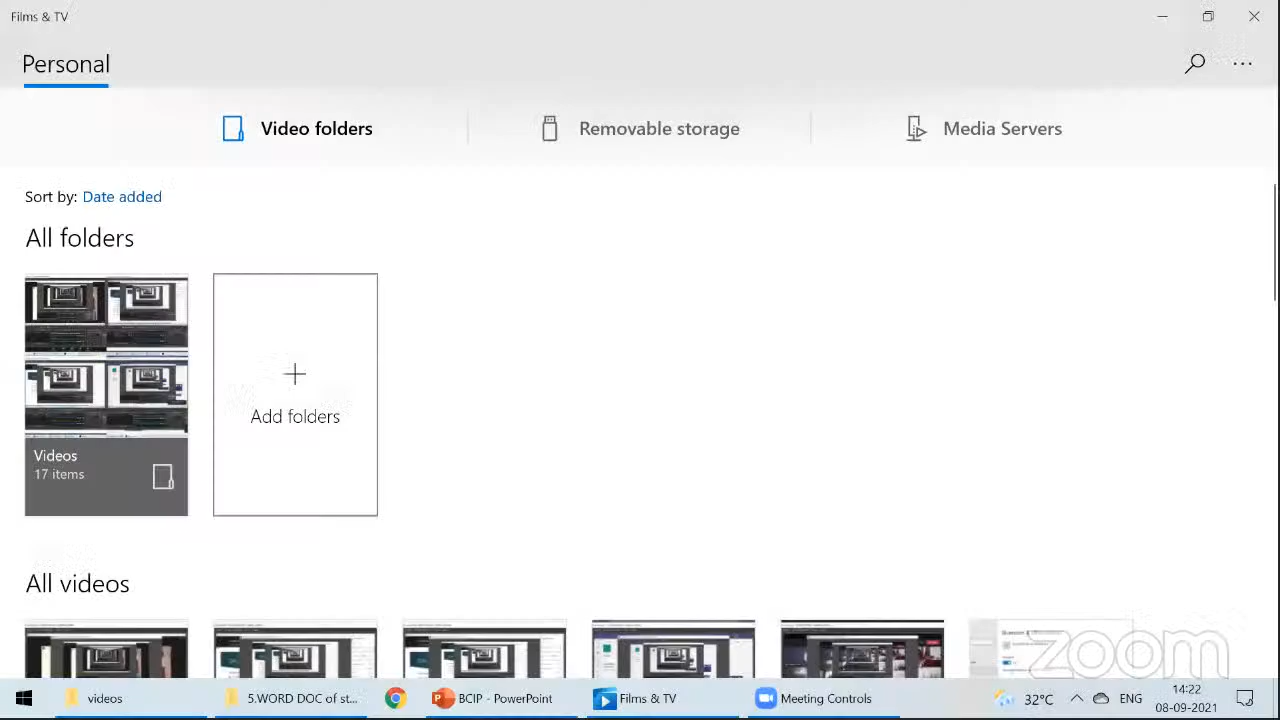 Films & TV
Personal
Video folders
Removable storage
Media Servers
Sort by: Date added
All folders
Videos
17 items
Add folders
All videos
zoom
videos
5.WORD DOC of st...
BCIP - PowerPoint
Films & TV
Meeting Controls
32°C
ENG
14:22
08-09-2021